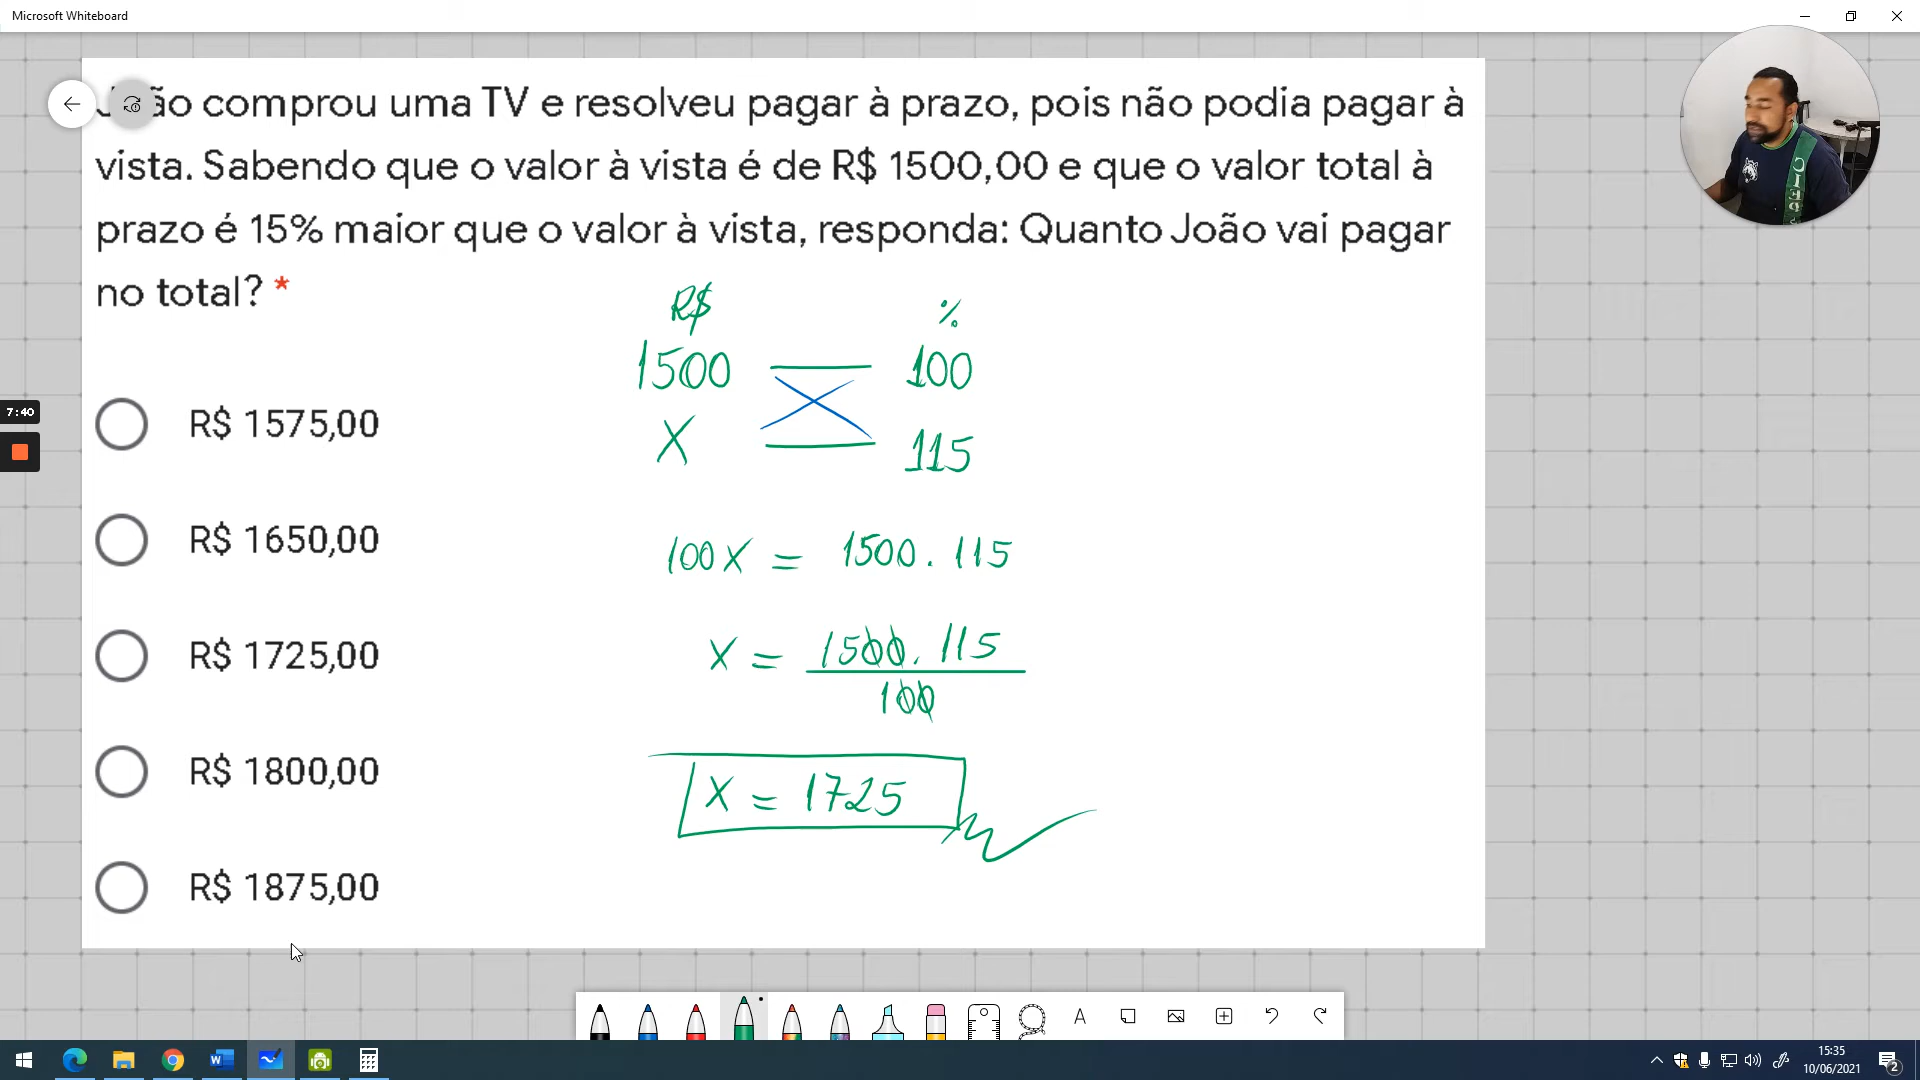 Microsoft Whiteboard
João comprou uma TV e resolveu pagar à prazo, pois não podia pagar à
vista. Sabendo que o valor à vista é de R$ 1500,00 e que o valor total à
prazo é 15% maior que o valor à vista, responda: Quanto João vai pagar
no total? *
R$ %
1500 100
X 115
7:40
R$ 1575,00
R$ 1650,00
R$ 1725,00
R$ 1800,00
R$ 1875,00
100X = 1500 . 115
X = 1500 . 115
100
X = 1725
A
15:35
10/06/2021
2